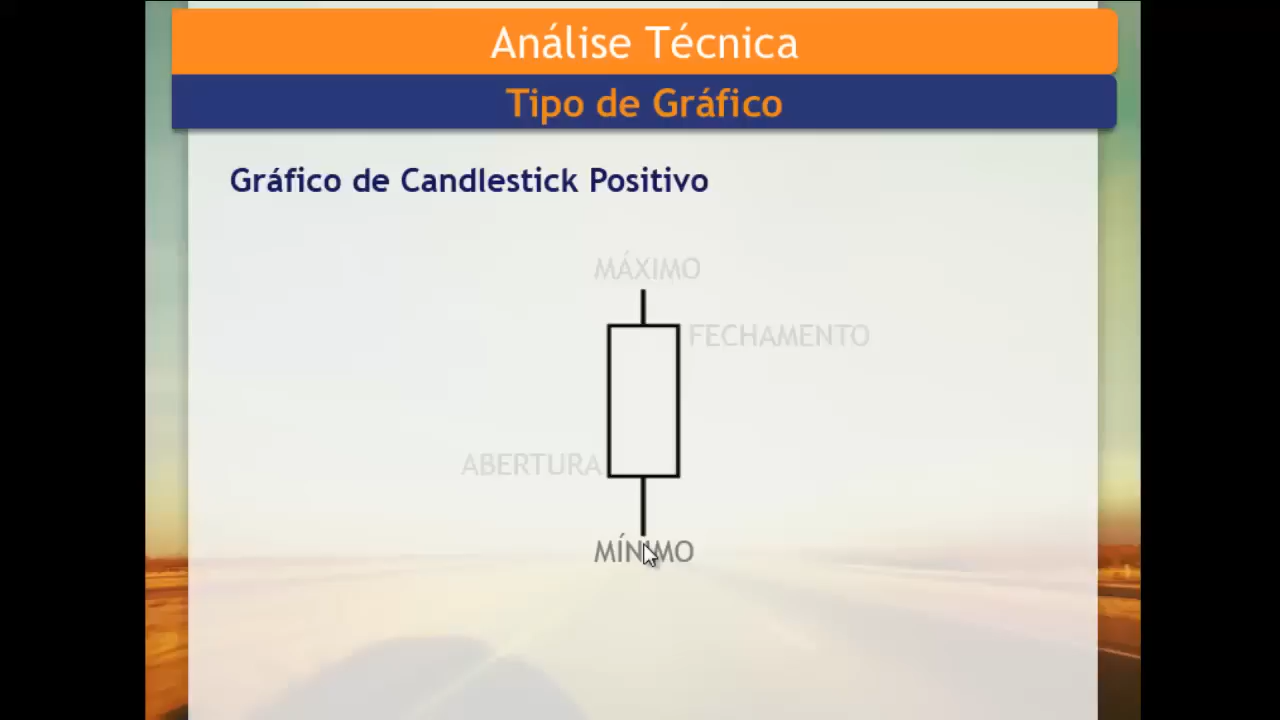 Análise Técnica
Tipo de Gráfico
Gráfico de Candlestick Positivo
MÁXIMO
FECHAMENTO
ABERTURA
MÍNIMO